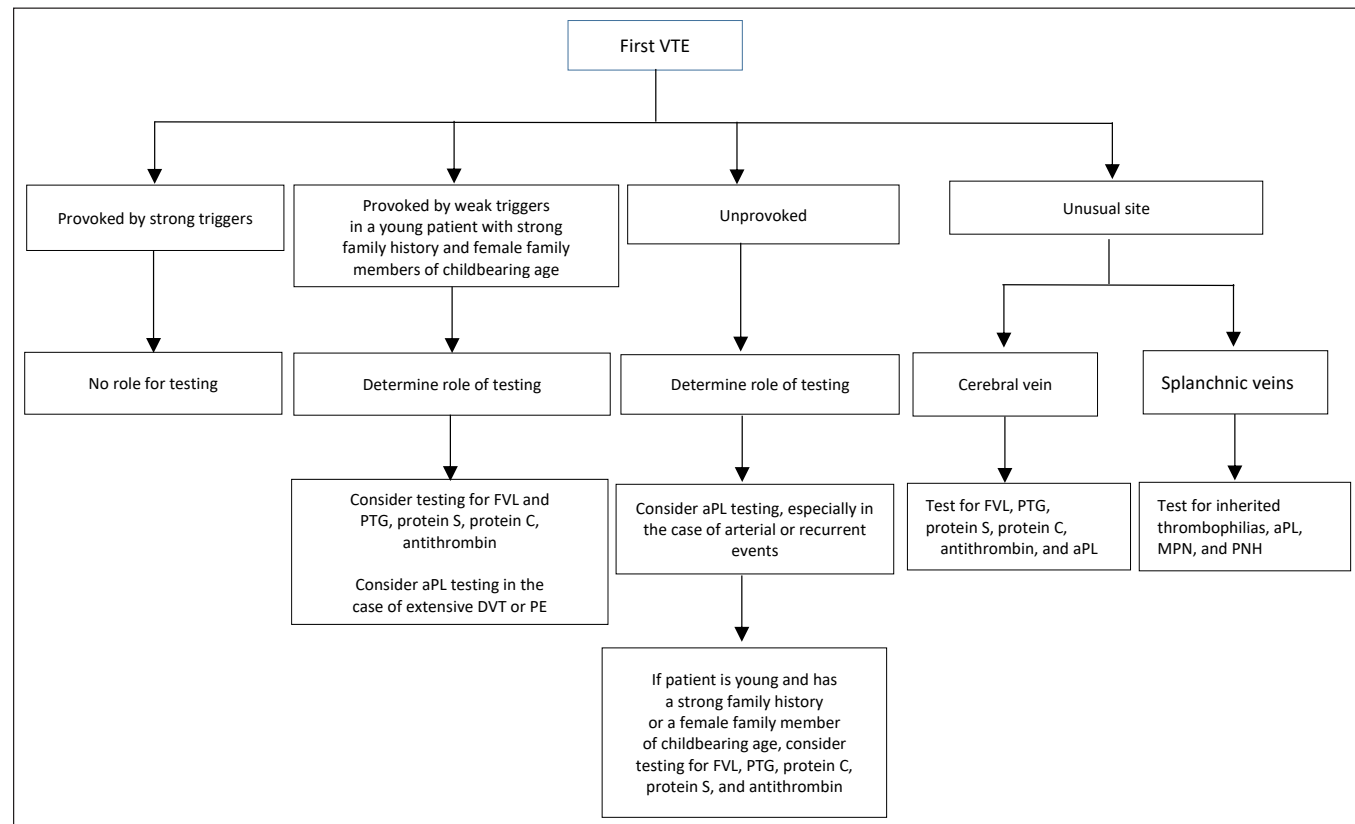 First VTE
Provoked by strong triggers
Provoked by weak triggers
in a young patient with strong
family history and female family
members of childbearing age
Unprovoked
Unusual site
No role for testing
Determine role of testing
Determine role of testing
Cerebral vein
Splanchnic veins
Consider testing for FVL and
PTG, protein S, protein C,
antithrombin
Consider aPL testing in the
case of extensive DVT or PE
Consider aPL testing, especially in
the case of arterial or recurrent
events
Test for FVL, PTG,
protein S, protein C,
antithrombin, and aPL
Test for inherited
thrombophilias, aPL,
MPN, and PNH
If patient is young and has
a strong family history
or a female family member
of childbearing age, consider
testing for FVL, PTG, protein C,
protein S, and antithrombin